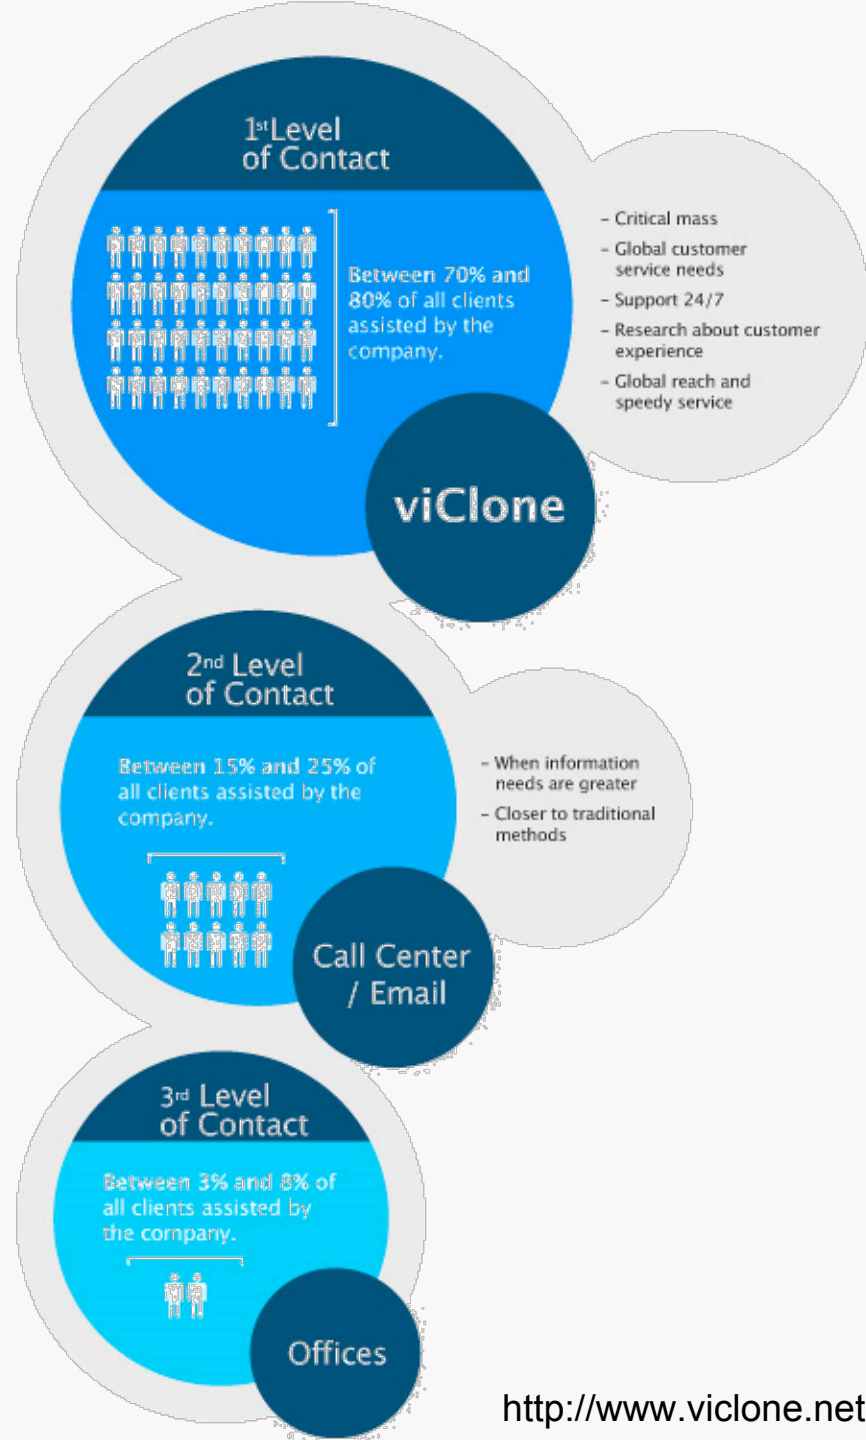 1st Level
of Contact
Between 70% and
80% of all clients
assisted by the
company.
- Critical mass
- Global customer
service needs
- Support 24/7
- Research about customer
experience
- Global reach and
speedy service
viClone
2nd Level
of Contact
Between 15% and 25% of
all clients assisted by the
company.
- When information
needs are greater
- Closer to traditional
methods
Call Center
/ Email
3rd Level
of Contact
Between 3% and 8% of
all clients assisted by
the company.
Offices
http://www.viclone.net